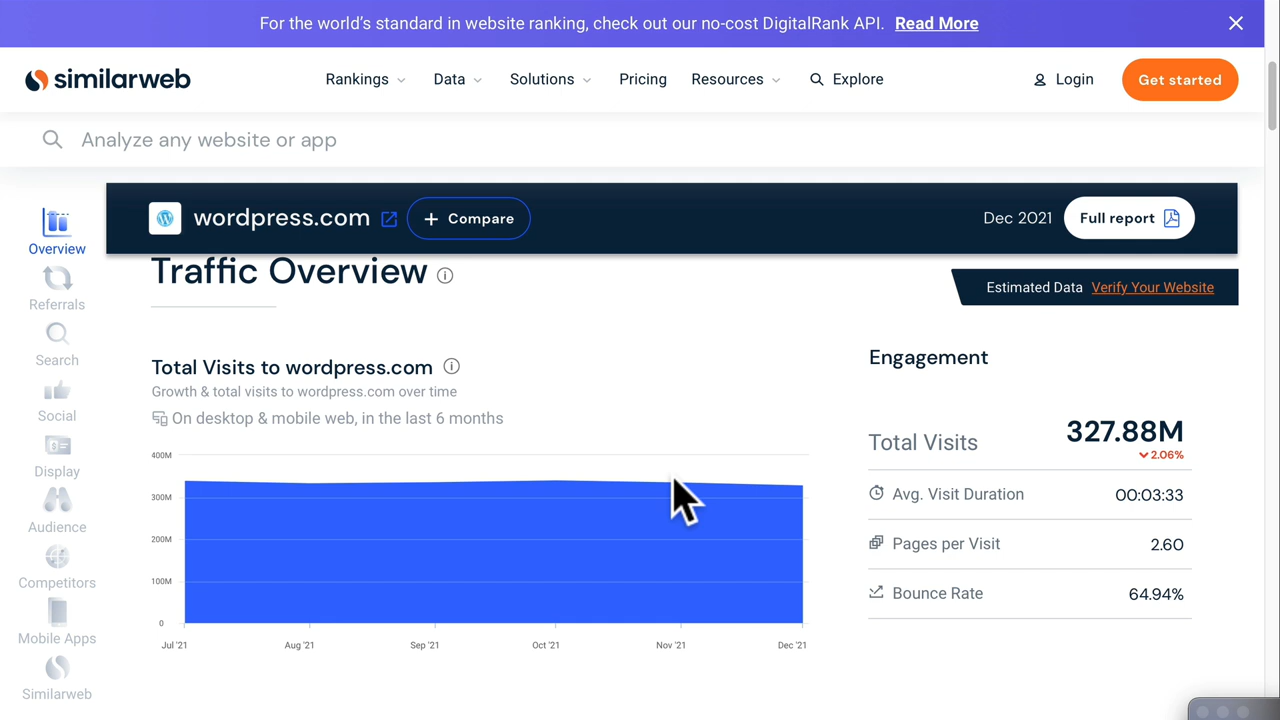 For the world's standard in website ranking, check out our no-cost DigitalRank API. Read More
similarweb
Rankings Data Solutions Pricing Resources Explore Login Get started
Analyze any website or app
wordpress.com + Compare Dec 2021 Full report
Overview
Referrals
Search
Social
Display
Audience
Competitors
Mobile Apps
Similarweb
Traffic Overview
Estimated Data Verify Your Website
Total Visits to wordpress.com
Growth & total visits to wordpress.com over time
On desktop & mobile web, in the last 6 months
400M
300M
200M
100M
0
Jul '21 Aug '21 Sep '21 Oct '21 Nov '21 Dec '21
Engagement
Total Visits 327.88M
2.06%
Avg. Visit Duration 00:03:33
Pages per Visit 2.60
Bounce Rate 64.94%